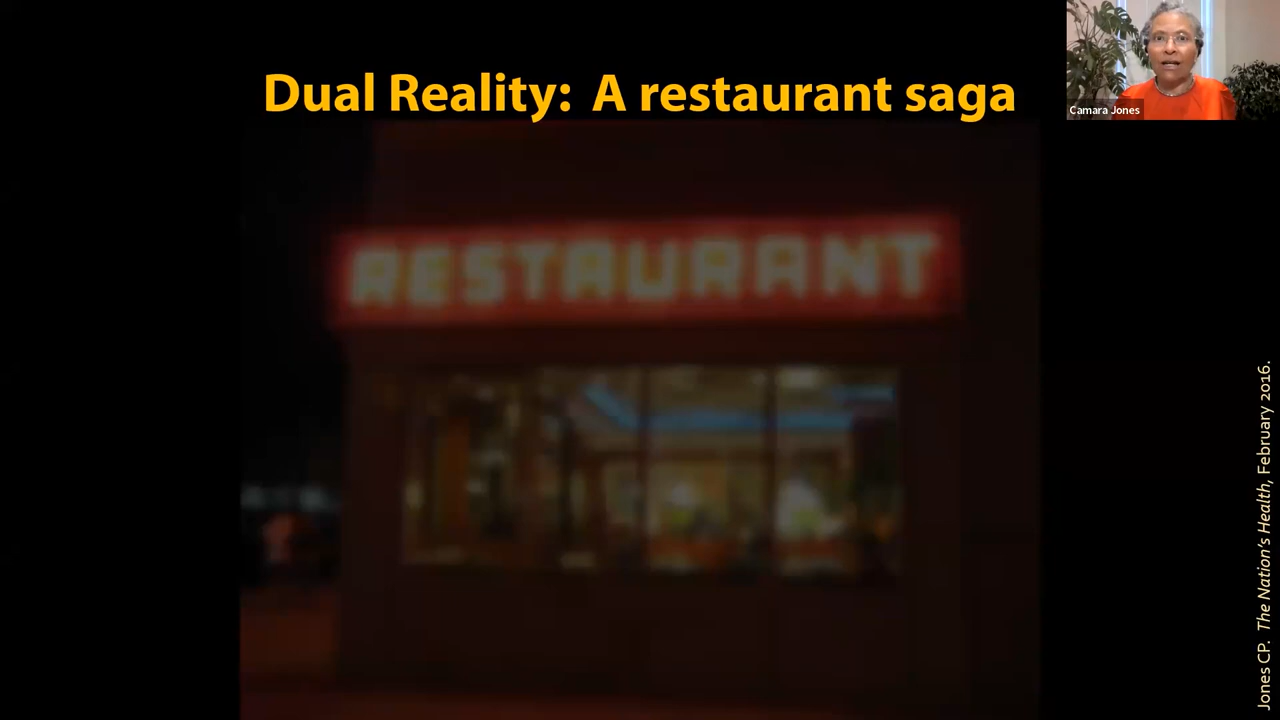 Dual Reality: A restaurant saga
Camara Jones
RESTAURANT
Jones CP. The Nation's Health, February 2016.